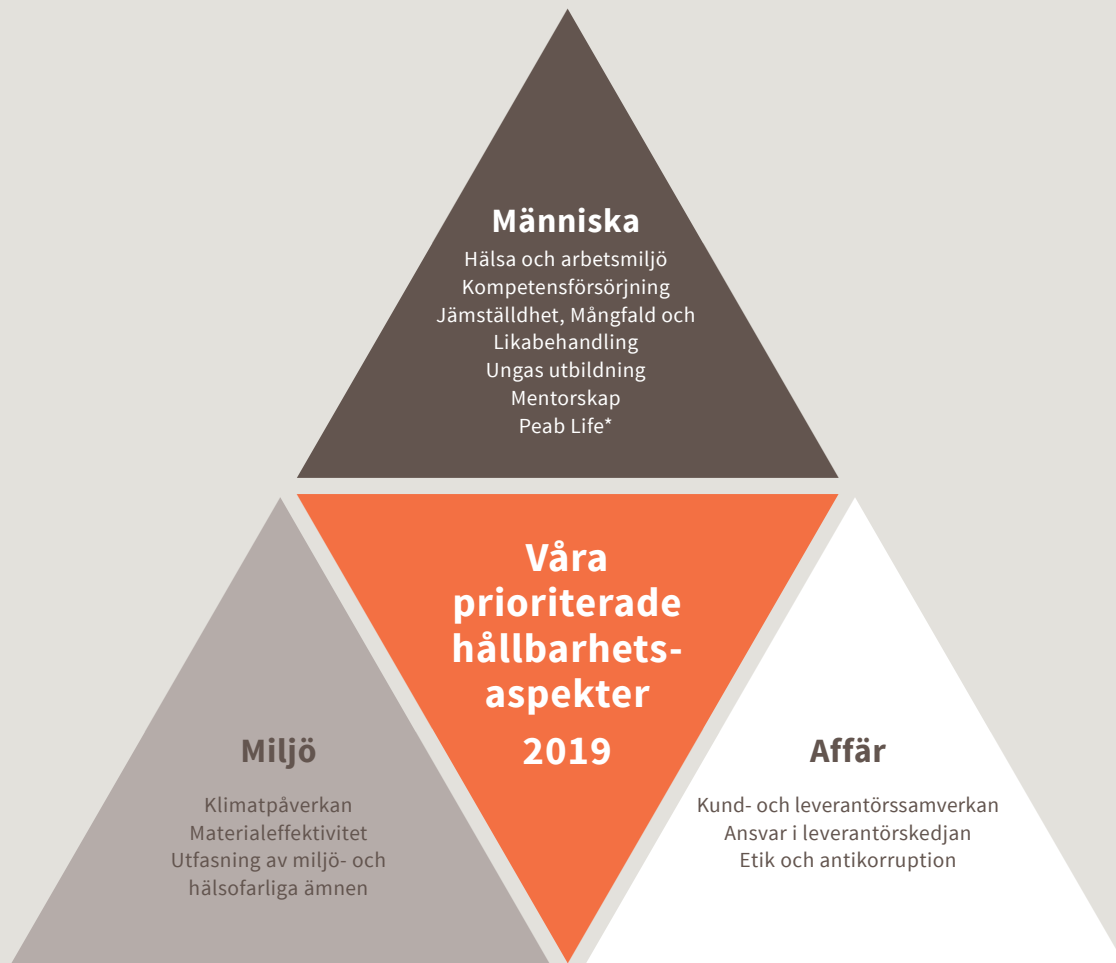 Människa
Hälsa och arbetsmiljö
Kompetensförsörjning
Jämställdhet, Mångfald och
Likabehandling
Ungas utbildning
Mentorskap
Peab Life*
Våra
prioriterade
hållbarhets-
aspekter
2019
Miljö
Klimatpåverkan
Materialeffektivitet
Utfasning av miljö- och
hälsofarliga ämnen
Affär
Kund- och leverantörssamverkan
Ansvar i leverantörskedjan
Etik och antikorruption